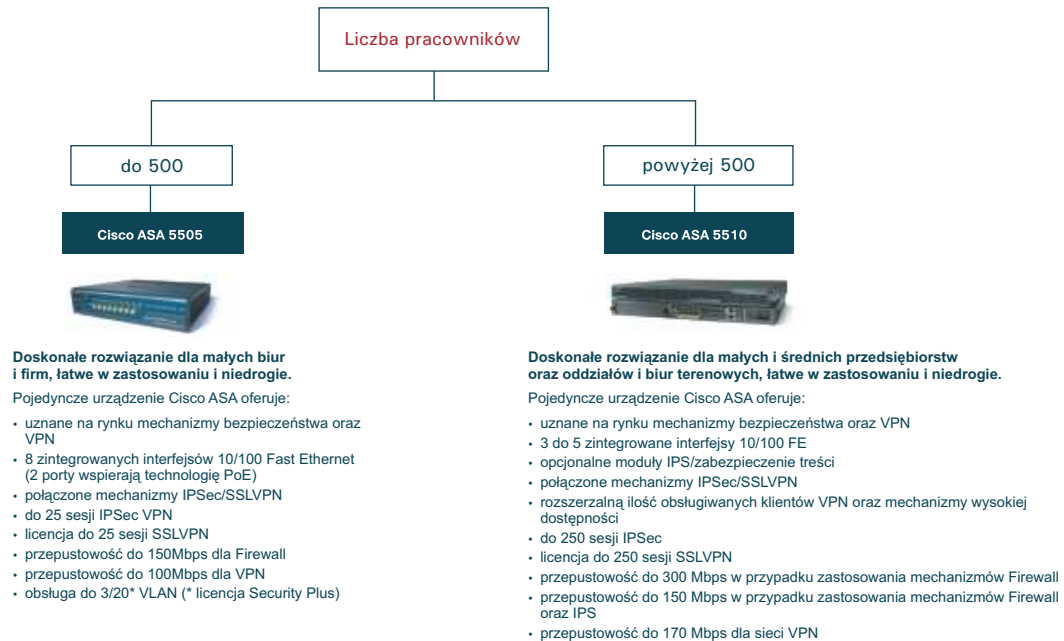 Liczba pracowników
do 500
powyżej 500
Cisco ASA 5505
Cisco ASA 5510
Doskonałe rozwiązanie dla małych biur
i firm, łatwe w zastosowaniu i niedrogie.
Pojedyncze urządzenie Cisco ASA oferuje:
• uznane na rynku mechanizmy bezpieczeństwa oraz
VPN
• 8 zintegrowanych interfejsów 10/100 Fast Ethernet
(2 porty wspierają technologię PoE)
• połączone mechanizmy IPSec/SSLVPN
• do 25 sesji IPSec VPN
• licencja do 25 sesji SSLVPN
• przepustowość do 150Mbps dla Firewall
• przepustowość do 100Mbps dla VPN
• obsługa do 3/20* VLAN (* licencja Security Plus)
Doskonałe rozwiązanie dla małych i średnich przedsiębiorstw
oraz oddziałów i biur terenowych, łatwe w zastosowaniu i niedrogie.
Pojedyncze urządzenie Cisco ASA oferuje:
• uznane na rynku mechanizmy bezpieczeństwa oraz VPN
• 3 do 5 zintegrowane interfejsy 10/100 FE
• opcjonalne moduły IPS/zabezpieczenie treści
• połączone mechanizmy IPSec/SSLVPN
• rozszerzalną ilość obsługiwanych klientów VPN oraz mechanizmy wysokiej
dostępności
• do 250 sesji IPSec
• licencja do 250 sesji SSLVPN
• przepustowość do 300 Mbps w przypadku zastosowania mechanizmów Firewall
• przepustowość do 150 Mbps w przypadku zastosowania mechanizmów Firewall
oraz IPS
• przepustowość do 170 Mbps dla sieci VPN